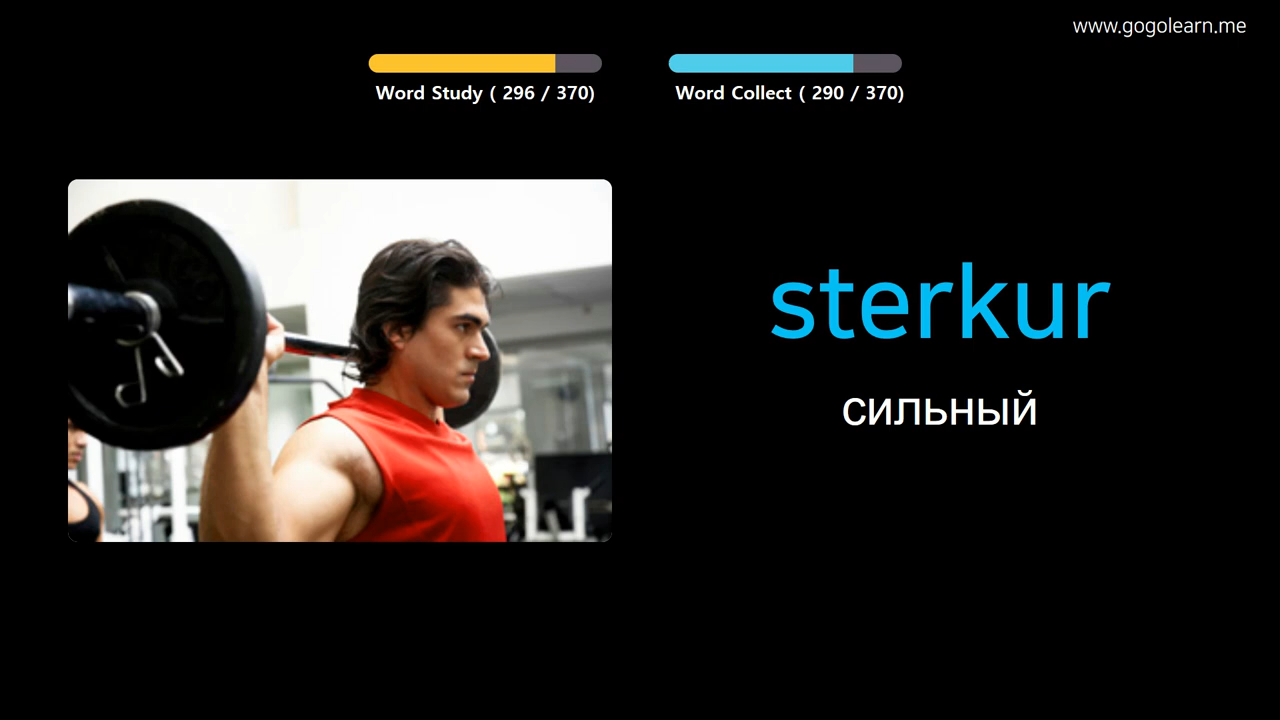 www.gogolearn.me
Word Study ( 296 / 370)
Word Collect ( 290 / 370)
sterkur
сильный